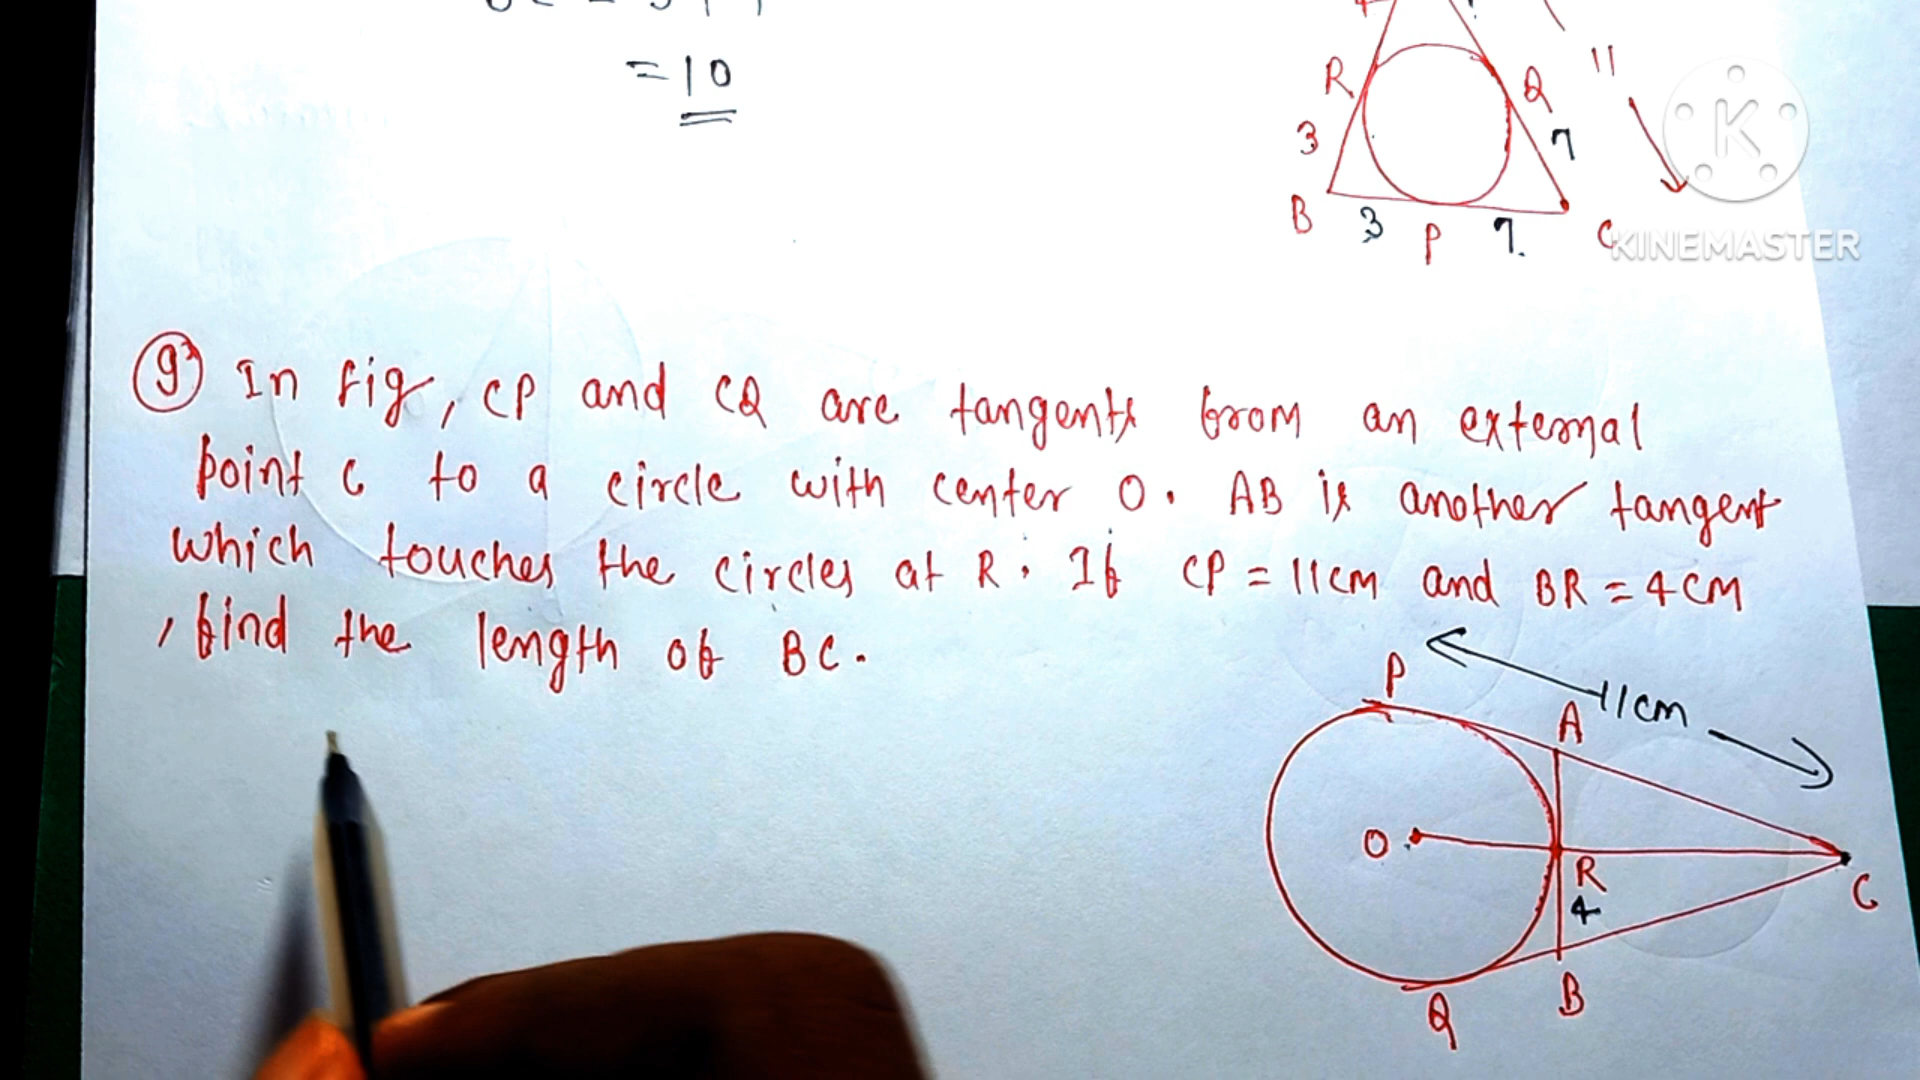 = 10
R
Q
11
3
7
B
3
P
7.
C
KINEMASTER
9 In fig, CP and CQ are tangents from an external
point C to a circle with center O. AB is another tangent
which touches the circles at R. If CP = 11cm and BR = 4cm
, find the length of BC.
P
11cm
A
O
R
4
C
B
Q